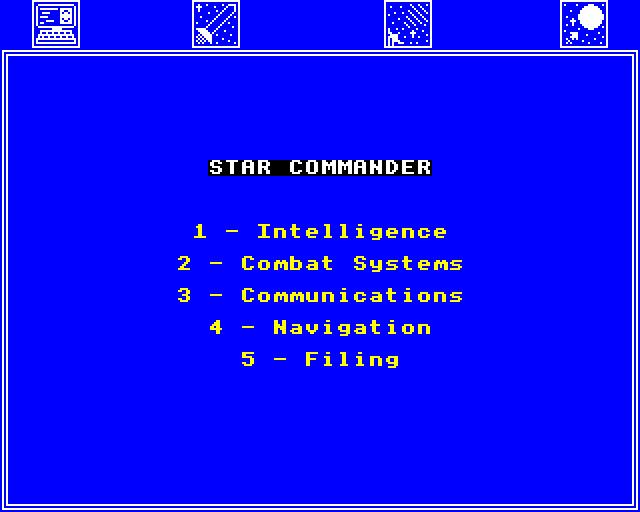 STAR COMMANDER
1 - Intelligence
2 - Combat Systems
3 - Communications
4 - Navigation
5 - Filing